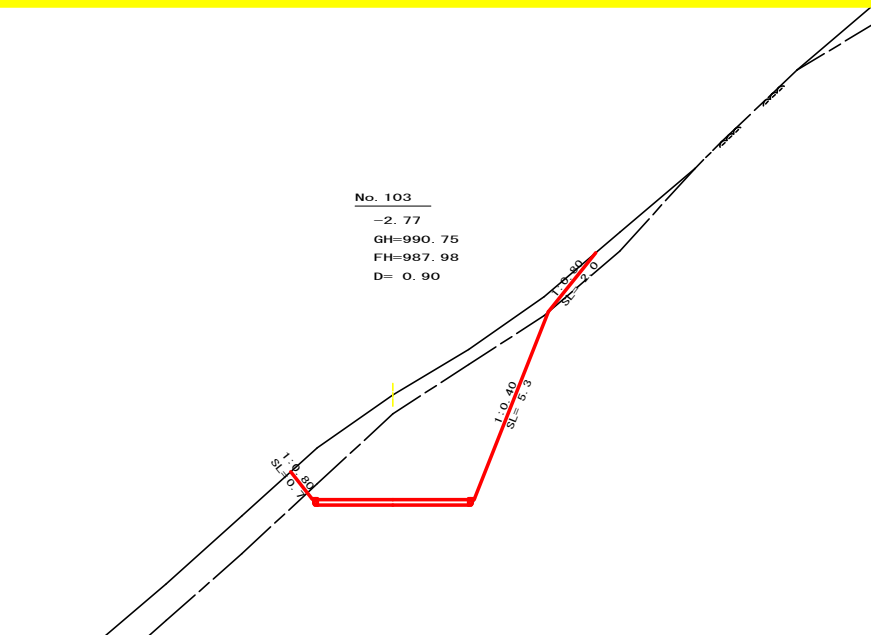 No. 103
-2. 77
GH=990. 75
FH=987. 98
D= 0. 90
1:0. 80
SL= 2. 0
1:0. 40
SL= 5. 3
1:0. 80
SL= 0. 7